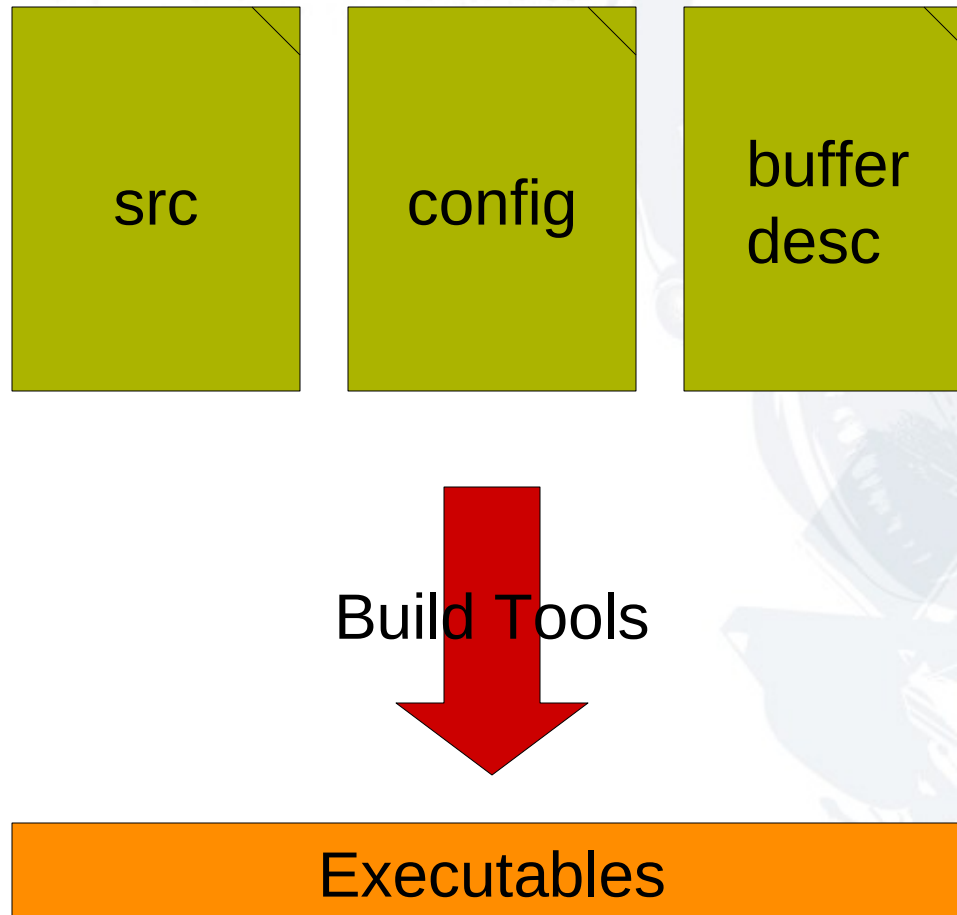 src
config
buffer
desc
Build Tools
Executables